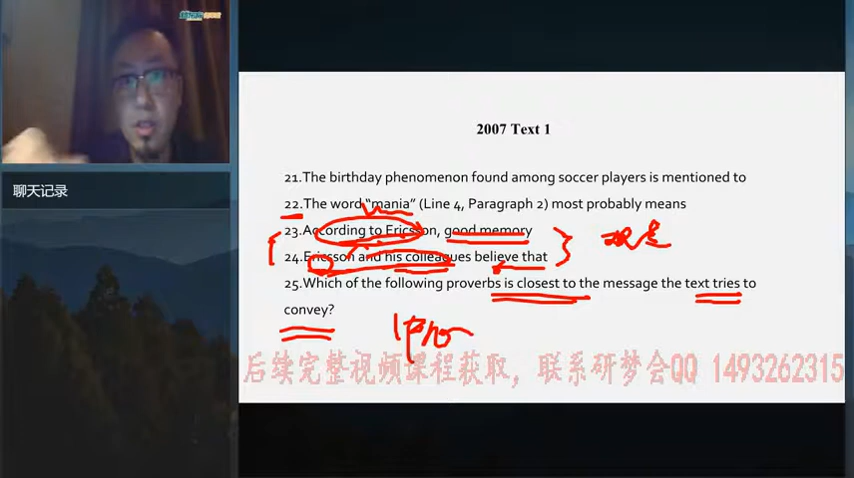 聊天记录
2007 Text 1
21.The birthday phenomenon found among soccer players is mentioned to
22.The word “mania” (Line 4, Paragraph 2) most probably means
23.According to Ericsson, good memory
24.Ericsson and his colleagues believe that
观点
25.Which of the following proverbs is closest to the message the text tries to
convey?
后续完整视频课程获取，联系研梦会QQ 1493262315